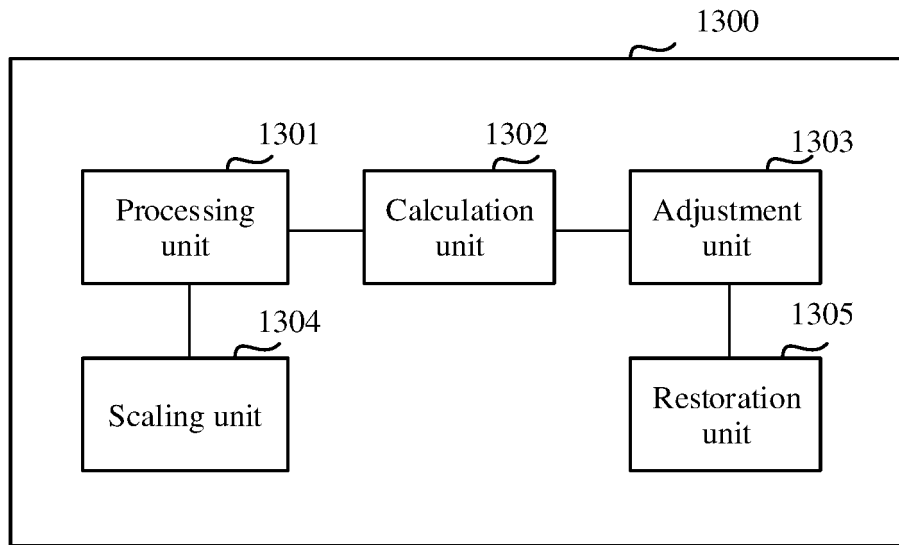 1300
1301
1302
1303
Processing
unit
Calculation
unit
Adjustment
unit
1304
1305
Scaling unit
Restoration
unit